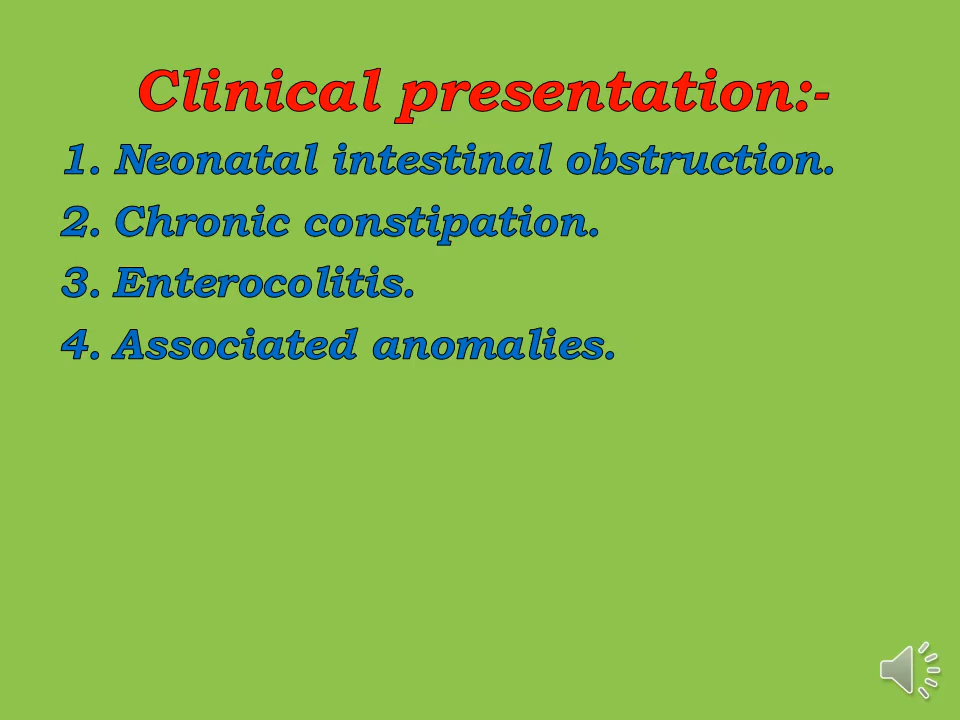 Clinical presentation:-
1. Neonatal intestinal obstruction.
2. Chronic constipation.
3. Enterocolitis.
4. Associated anomalies.